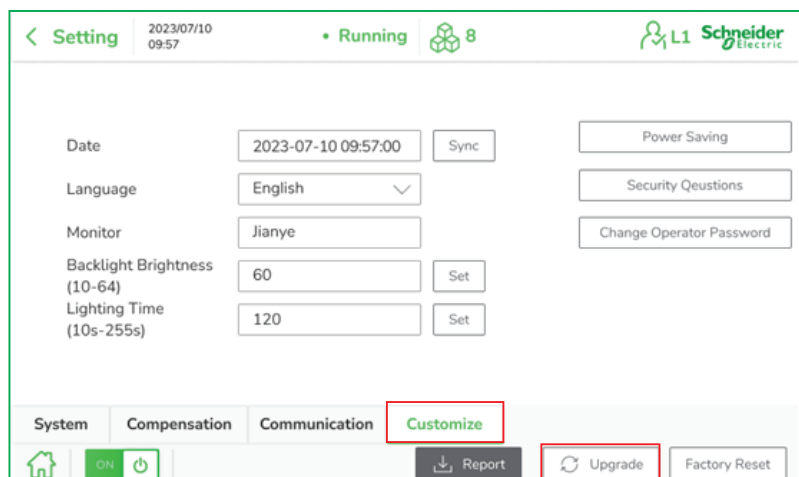 Setting
2023/07/10
09:57
Running
8
L1
Schneider
Electric
Date
2023-07-10 09:57:00
Sync
Power Saving
Language
English
Security Qeustions
Monitor
Jianye
Change Operator Password
Backlight Brightness
(10-64)
60
Set
Lighting Time
(10s-255s)
120
Set
System
Compensation
Communication
Customize
ON
Report
Upgrade
Factory Reset